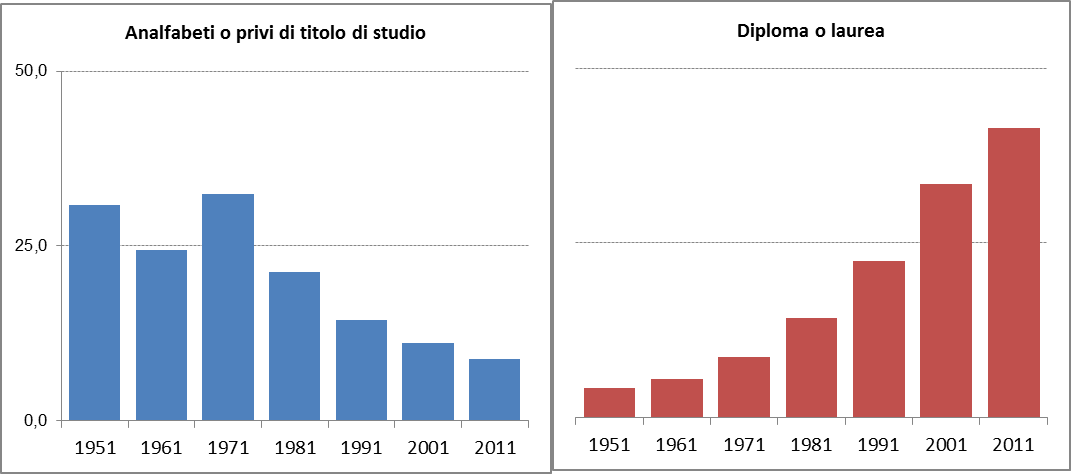 Analfabeti o privi di titolo di studio
50,0
25,0
0,0
1951 1961 1971 1981 1991 2001 2011
Diploma o laurea
1951 1961 1971 1981 1991 2001 2011